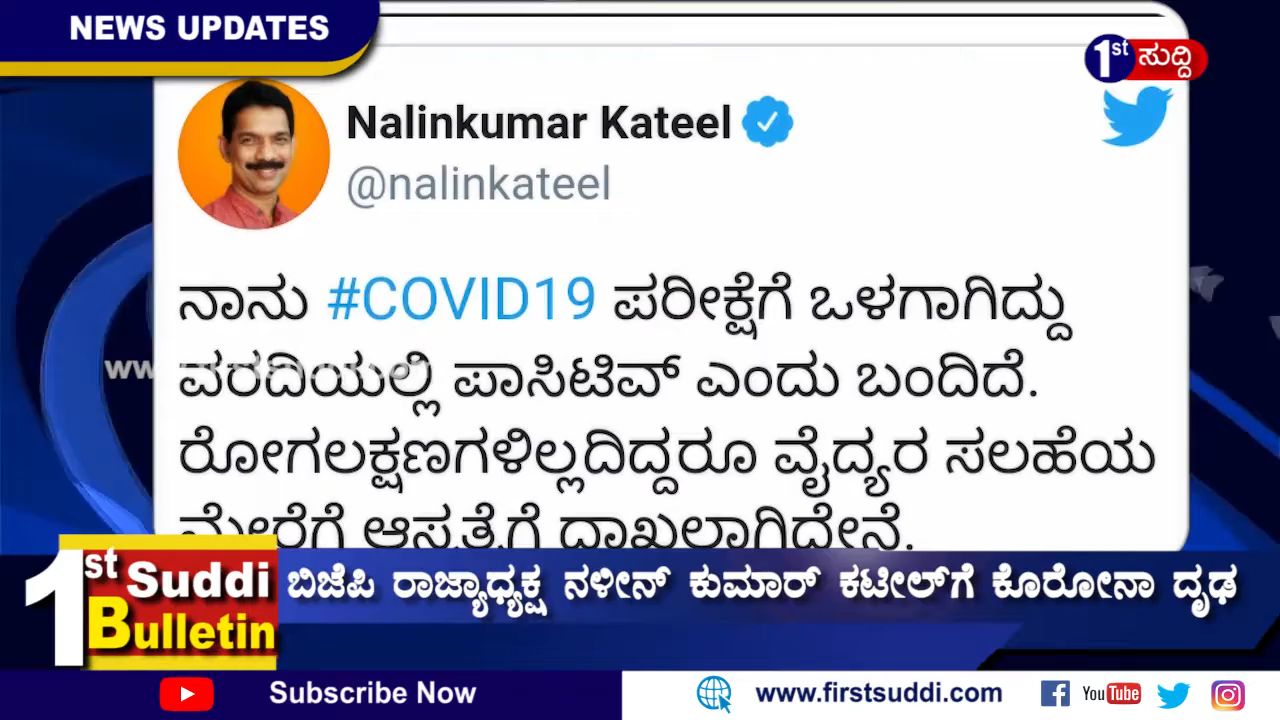 NEWS UPDATES
1st ಸುದ್ದಿ
Nalinkumar Kateel
@nalinkateel
ನಾನು #COVID19 ಪರೀಕ್ಷೆಗೆ ಒಳಗಾಗಿದ್ದು
ವರದಿಯಲ್ಲಿ ಪಾಸಿಟಿವ್ ಎಂದು ಬಂದಿದೆ.
ರೋಗಲಕ್ಷಣಗಳಿಲ್ಲದಿದ್ದರೂ ವೈದ್ಯರ ಸಲಹೆಯ
ಮೇರೆಗೆ ಆಸ್ಪತ್ರೆಗೆ ದಾಖಲಾಗಿದ್ದೇನೆ.
1st Suddi
Bulletin
ಬಿಜೆಪಿ ರಾಜ್ಯಾಧ್ಯಕ್ಷ ನಳೀನ್ ಕುಮಾರ್ ಕಟೀಲ್‌ಗೆ ಕೊರೋನಾ ದೃಢ
Subscribe Now
www.firstsuddi.com
YouTube